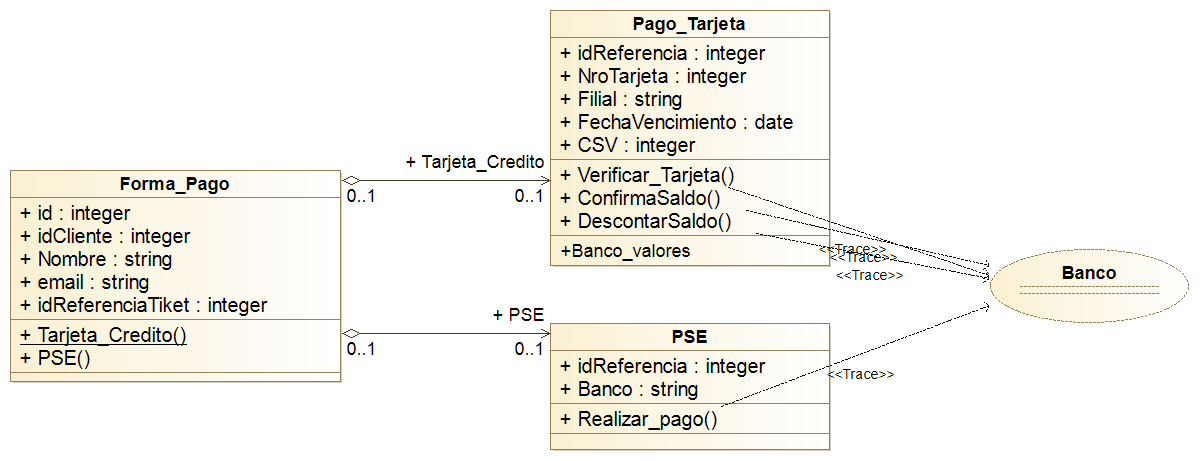 Pago_Tarjeta
+ idReferencia : integer
+ NroTarjeta : integer
+ Filial : string
+ FechaVencimiento : date
+ CSV : integer
+ Verificar_Tarjeta()
+ ConfirmaSaldo()
+ DescontarSaldo()
+Banco_valores
+ Tarjeta_Credito
0..1
0..1
Forma_Pago
+ id : integer
+ idCliente : integer
+ Nombre : string
+ email : string
+ idReferenciaTiket : integer
+ Tarjeta_Credito()
+ PSE()
+ PSE
0..1
0..1
PSE
+ idReferencia : integer
+ Banco : string
+ Realizar_pago()
<<Trace>>
<<Trace>>
<<Trace>>
<<Trace>>
Banco